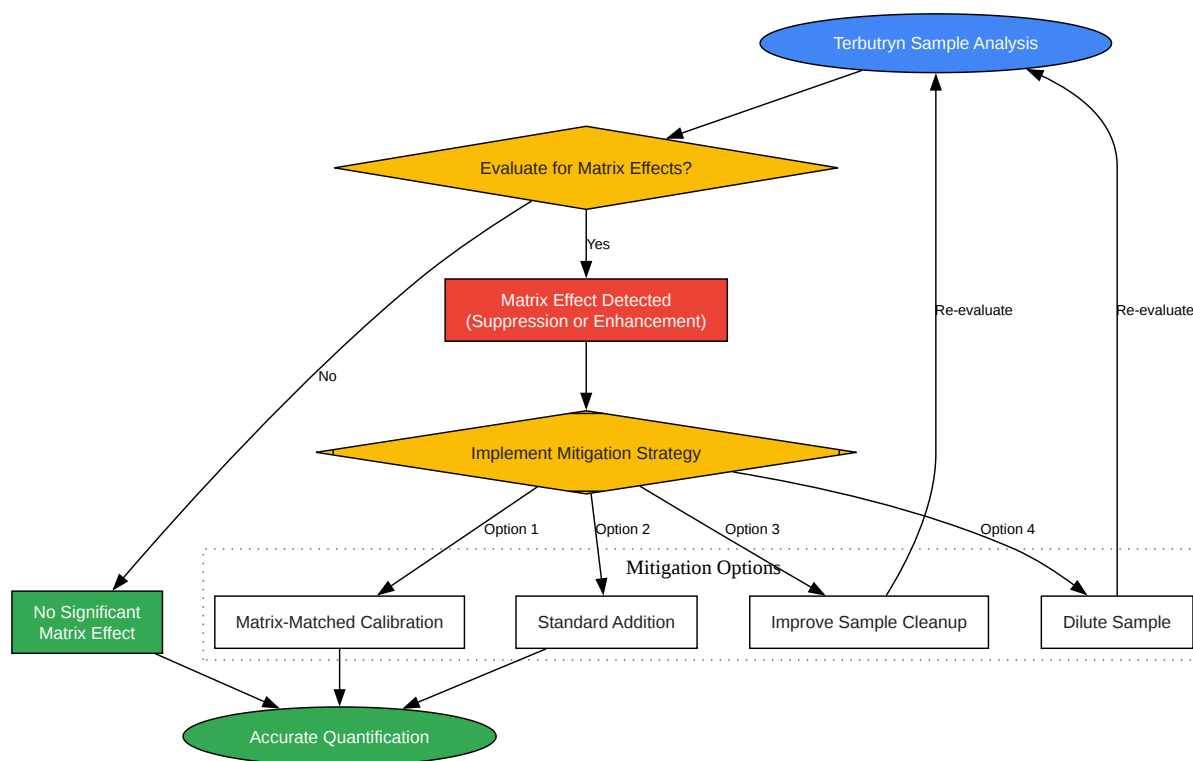 Terbutryn Sample Analysis
Evaluate for Matrix Effects?
Yes
Matrix Effect Detected
(Suppression or Enhancement)
Re-evaluate
Re-evaluate
No
Implement Mitigation Strategy
Option 1
Option 2
Option 3
Option 4
Mitigation Options
No Significant
Matrix Effect
Matrix-Matched Calibration
Standard Addition
Improve Sample Cleanup
Dilute Sample
Accurate Quantification